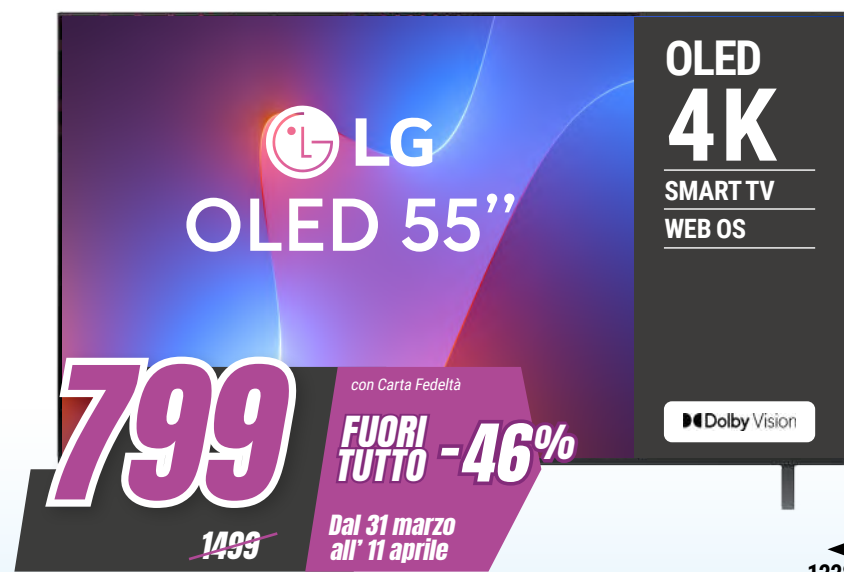 LG
OLED 55’’
OLED
4K
SMART TV
WEB OS
Dolby Vision
799
1499
con Carta Fedeltà
FUORI
TUTTO
-46%
Dal 31 marzo
all’ 11 aprile